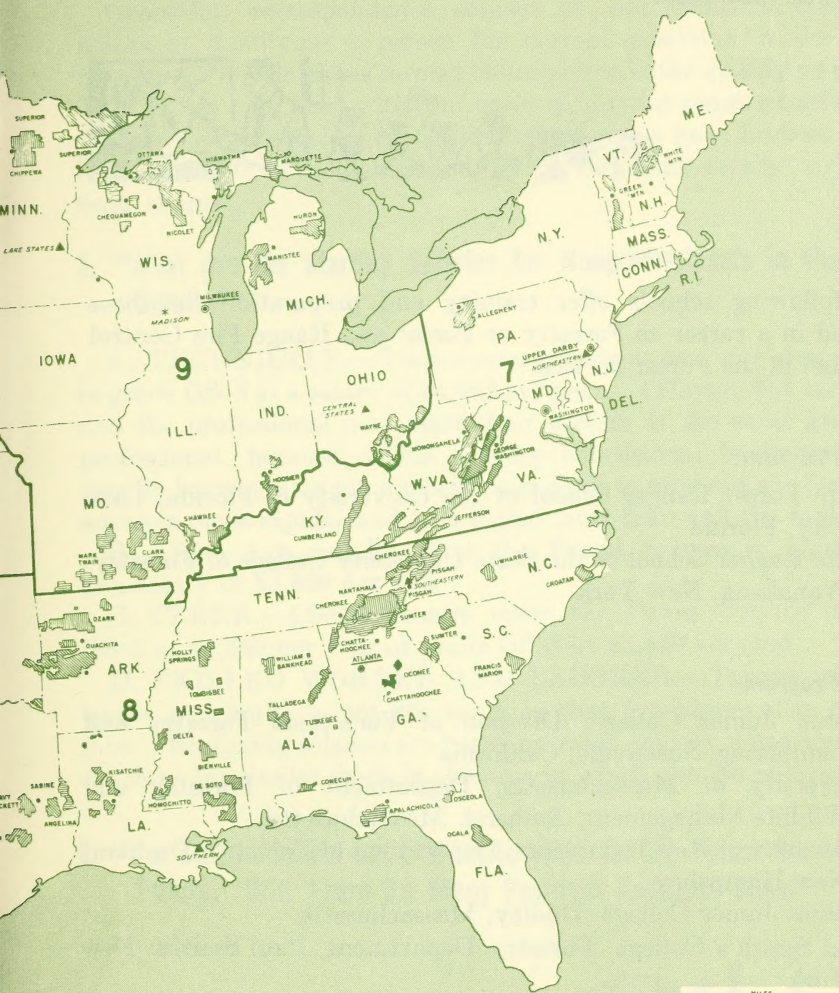 ME.
SUPERIOR
SUPERIOR
OTTAWA
HIAWATHA
MARQUETTE
VT.
WHITE
MTN
CHIPPEWA
GREEN
MTN
N.H.
MINN.
CHEQUAMEGON
NICOLET
HURON
N.Y.
MASS.
LAKE STATES
MANISTEE
CONN.
R.I.
WIS.
MILWAUKEE
MADISON
MICH.
ALLEGHENY
PA.
UPPER DARBY
NORTHEASTERN
IOWA
9
OHIO
7
N.J.
CENTRAL
STATES
MD.
WASHINGTON
DEL.
ILL.
IND.
WAYNE
MONONGAHELA
GEORGE
WASHINGTON
HOOSIER
W.VA.
VA.
MO.
SHAWNEE
KY.
JEFFERSON
CUMBERLAND
MARK
TWAIN
CLARK
CHEROKEE
PISGAH
UWHARRIE
N.C.
TENN.
NANTAHALA
SOUTHEASTERN
PISGAH
CROATAN
CHEROKEE
OZARK
SUMTER
OUACHITA
HOLLY
SPRINGS
WILLIAM B
BANKHEAD
CHATTA-
HOOCHEE
SUMTER
S.C.
ARK.
ATLANTA
OCONEE
FRANCIS
MARION
TOMBIGBEE
8
MISS.
TALLADEGA
CHATTAHOOCHEE
DELTA
TUSKEGEE
GA.
ALA.
BIENVILLE
KISATCHIE
SABINE
DE SOTO
CONECUH
HOMOCHITTO
OSCEOLA
ANGELINA
LA.
APALACHICOLA
OCALA
SOUTHERN
FLA.
MILES